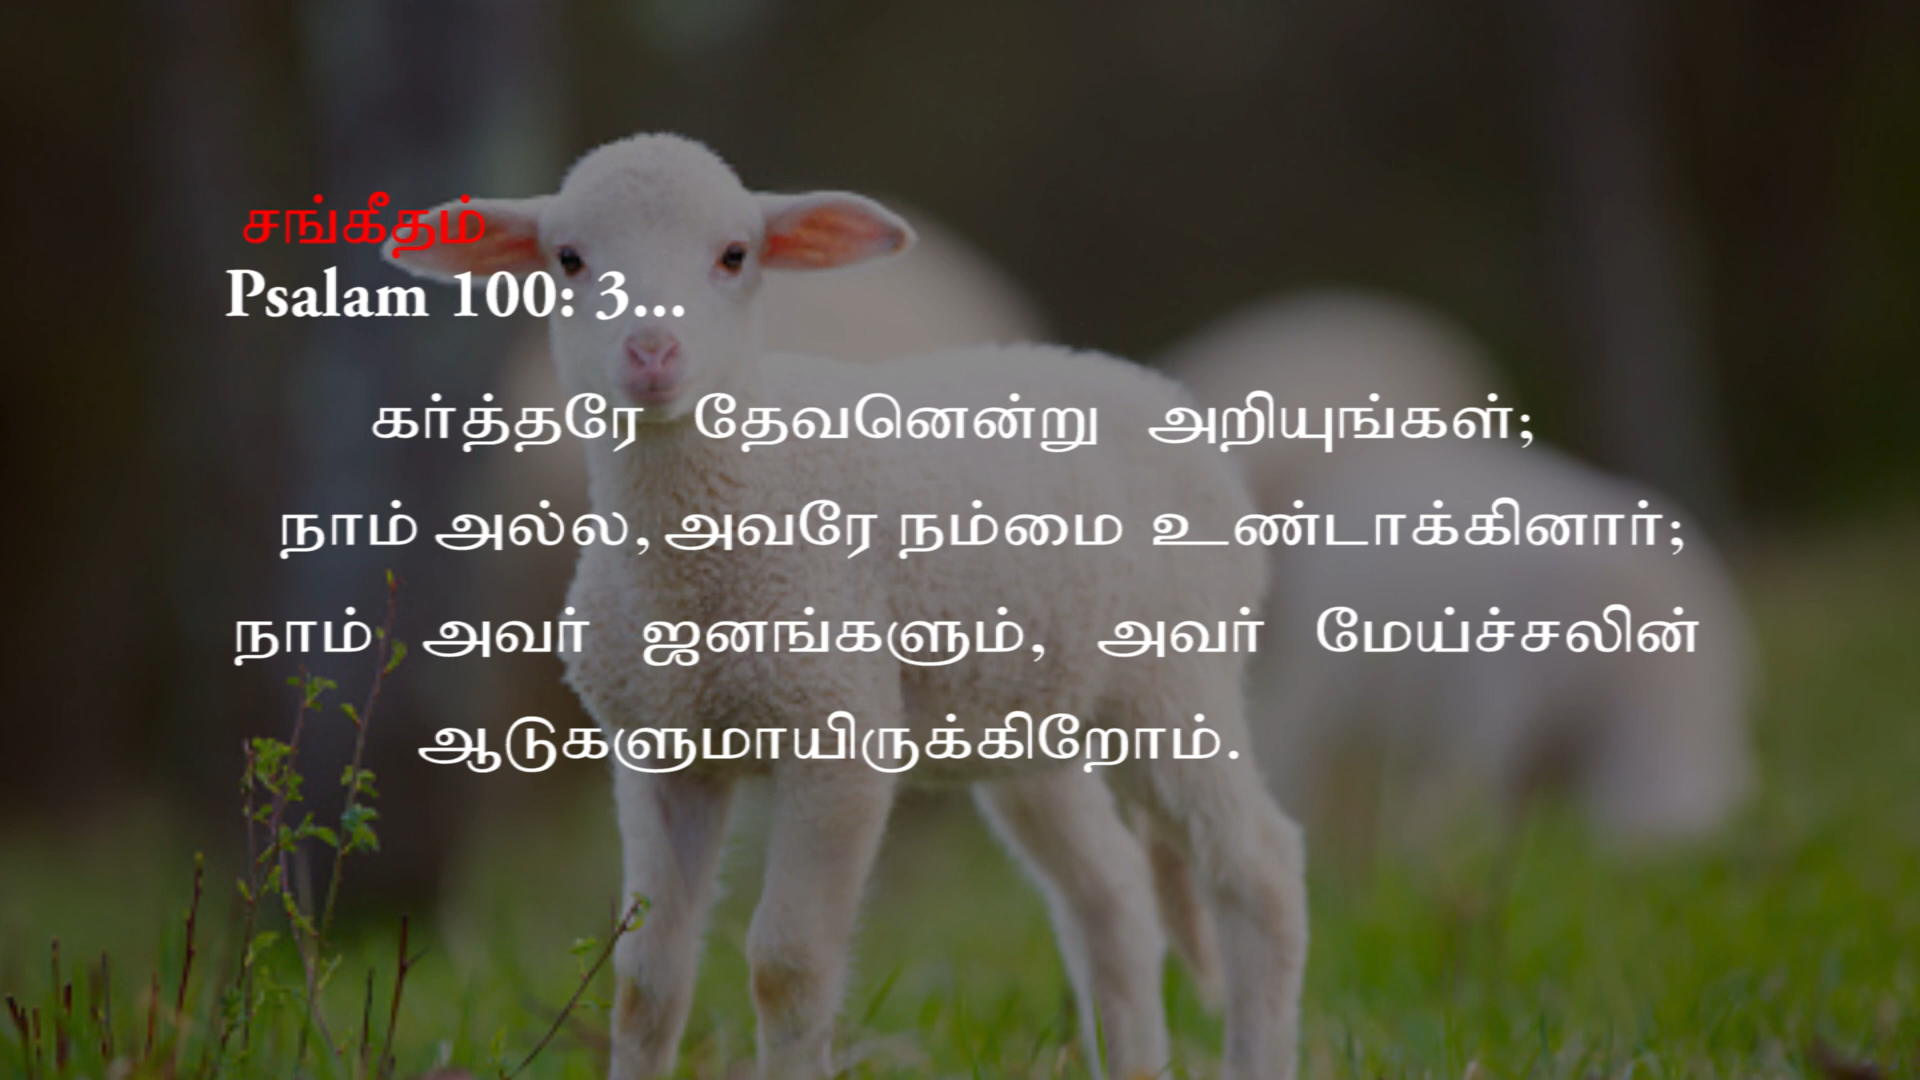 சங்கீதம்
Psalam 100: 3...
கர்த்தரே தேவனென்று அறியுங்கள்;
நாம் அல்ல, அவரே நம்மை உண்டாக்கினார்;
நாம் அவர் ஜனங்களும், அவர் மேய்ச்சலின்
ஆடுகளுமாயிருக்கிறோம்.